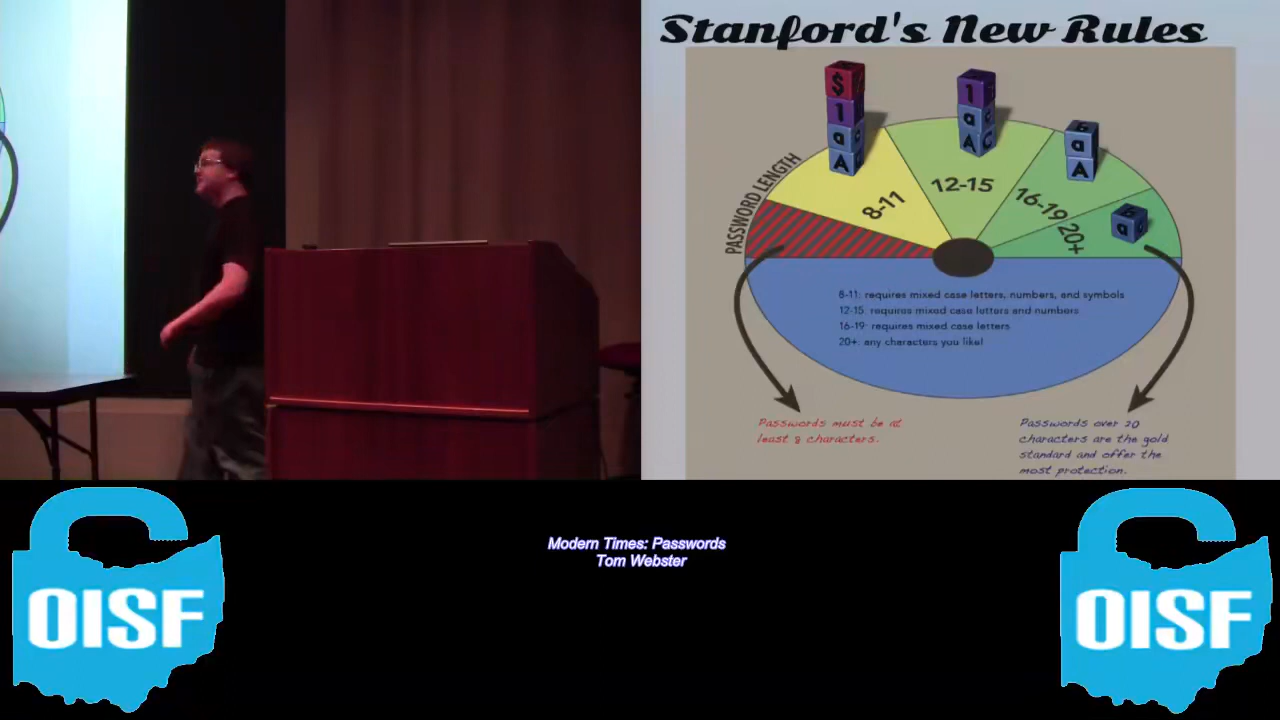 Stanford's New Rules
$
1
a
A
1
a
A C
a
a
A
a
PASSWORD LENGTH
8-11
12-15
16-19
20+
8-11: requires mixed case letters, numbers, and symbols
12-15: requires mixed case letters and numbers
16-19: requires mixed case letters
20+: any characters you like!
Passwords must be at
least 8 characters.
Passwords over 20
characters are the gold
standard and offer the
most protection.
Modern Times: Passwords
Tom Webster
OISF
OISF